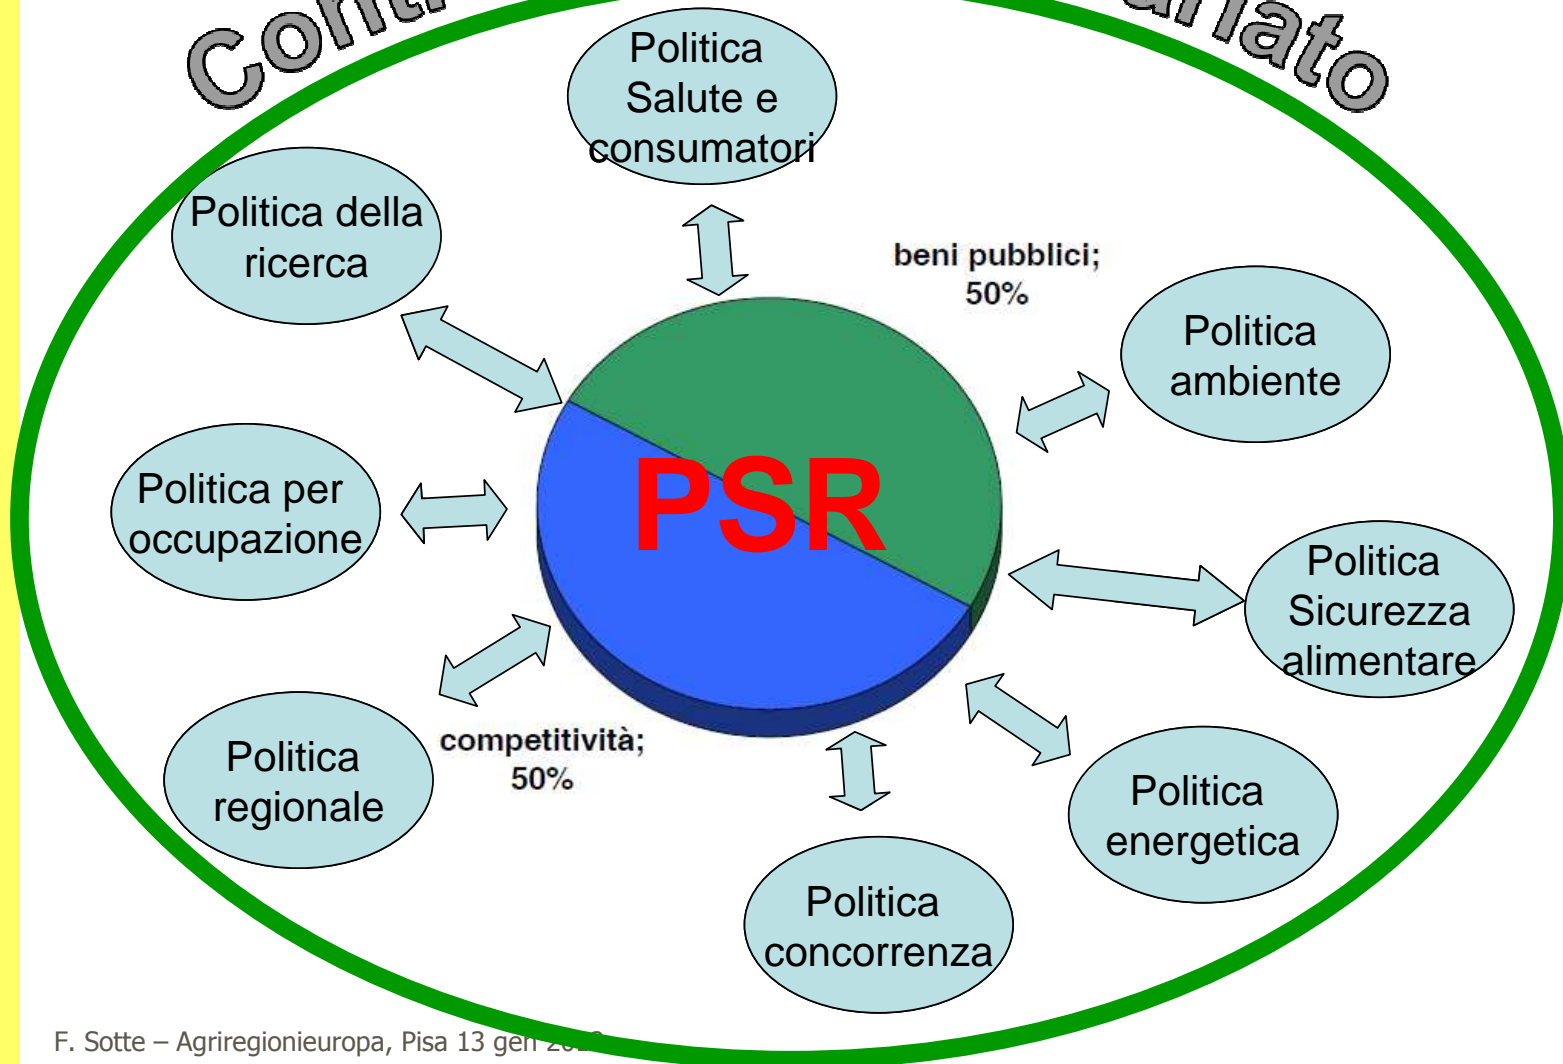 Politica
Salute e
consumatori
Politica della
ricerca
beni pubblici;
50%
Politica
ambiente
PSR
Politica per
occupazione
Politica
Sicurezza
alimentare
competitività;
50%
Politica
regionale
Politica
energetica
Politica
concorrenza
F. Sotte – Agriregionieuropa, Pisa 13 gen